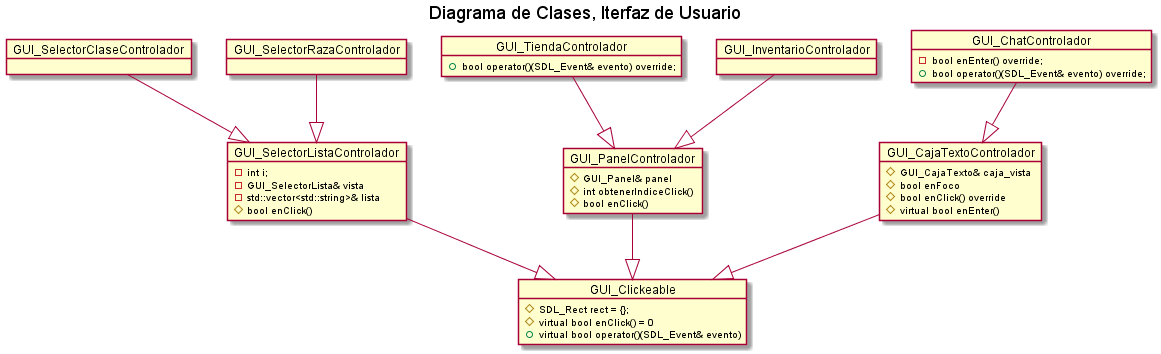 Diagrama de Clases, Iterfaz de Usuario
GUI_SelectorClaseControlador
GUI_SelectorRazaControlador
GUI_TiendaControlador
bool operator()(SDL_Event& evento) override;
GUI_InventarioControlador
GUI_ChatControlador
bool enEnter() override;
bool operator()(SDL_Event& evento) override;
GUI_SelectorListaControlador
int i;
GUI_SelectorLista& vista
std::vector<std::string>& lista
bool enClick()
GUI_PanelControlador
GUI_Panel& panel
int obtenerIndiceClick()
bool enClick()
GUI_CajaTextoControlador
GUI_CajaTexto& caja_vista
bool enFoco
bool enClick() override
virtual bool enEnter()
GUI_Clickeable
SDL_Rect rect = {};
virtual bool enClick() = 0
virtual bool operator()(SDL_Event& evento)